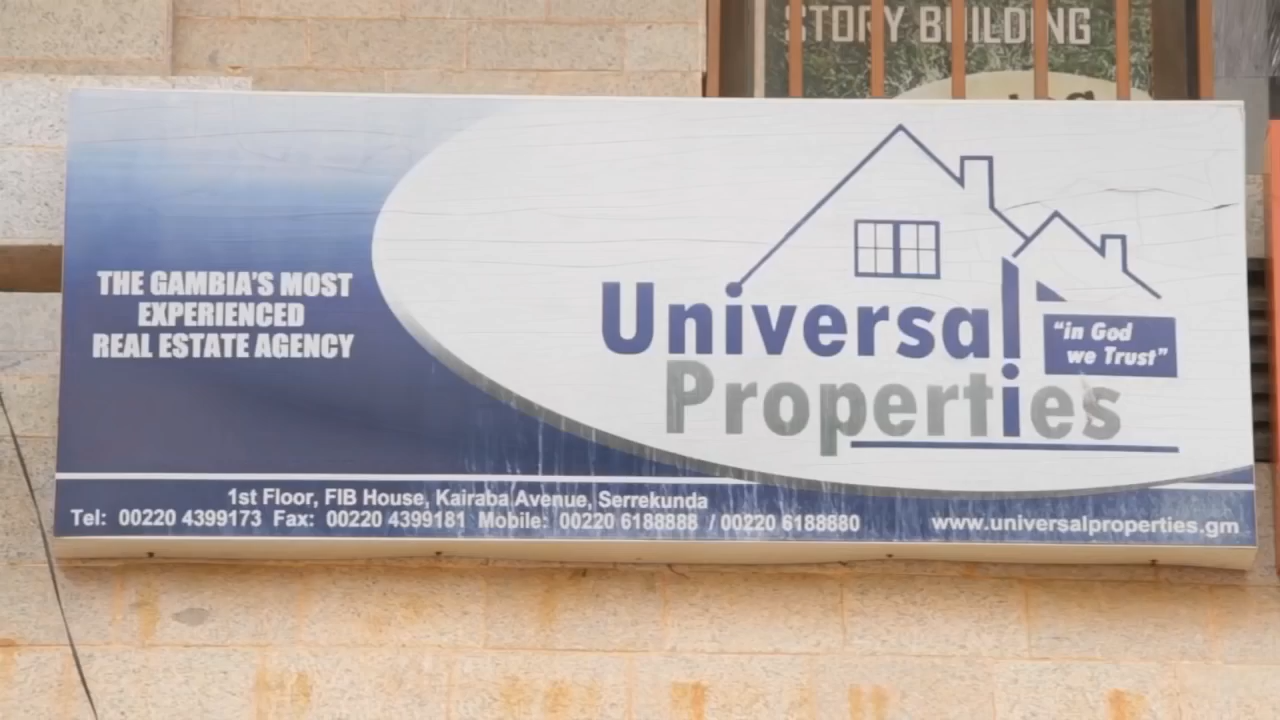 STORY BUILDING
THE GAMBIA'S MOST
EXPERIENCED
REAL ESTATE AGENCY
Universal
Properties
"in God
we Trust"
1st Floor, FIB House, Kairaba Avenue, Serrekunda
Tel: 00220 4399173 Fax: 00220 4399181 Mobile: 00220 6188888 / 00220 6188880
www.universalproperties.gm